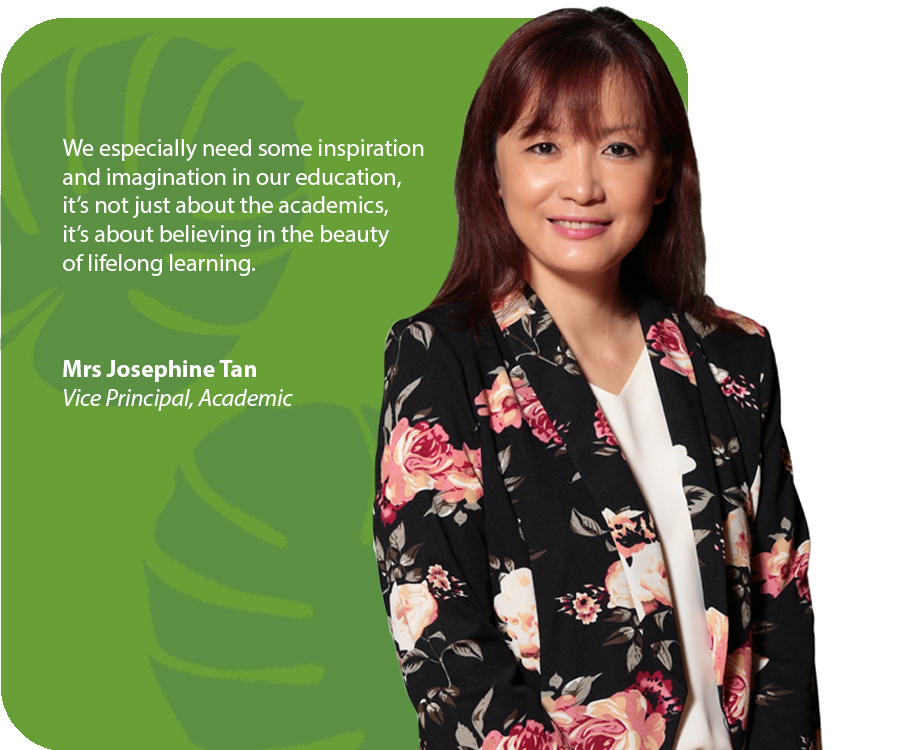 We especially need some inspiration
and imagination in our education,
it’s not just about the academics,
it’s about believing in the beauty
of lifelong learning.
Mrs Josephine Tan
Vice Principal, Academic